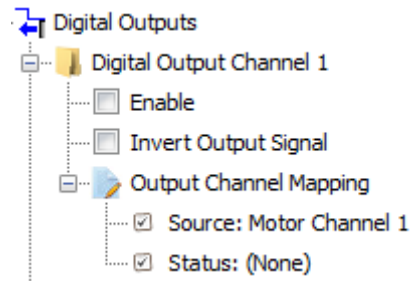 Digital Outputs
Digital Output Channel 1
Enable
Invert Output Signal
Output Channel Mapping
Source: Motor Channel 1
Status: (None)